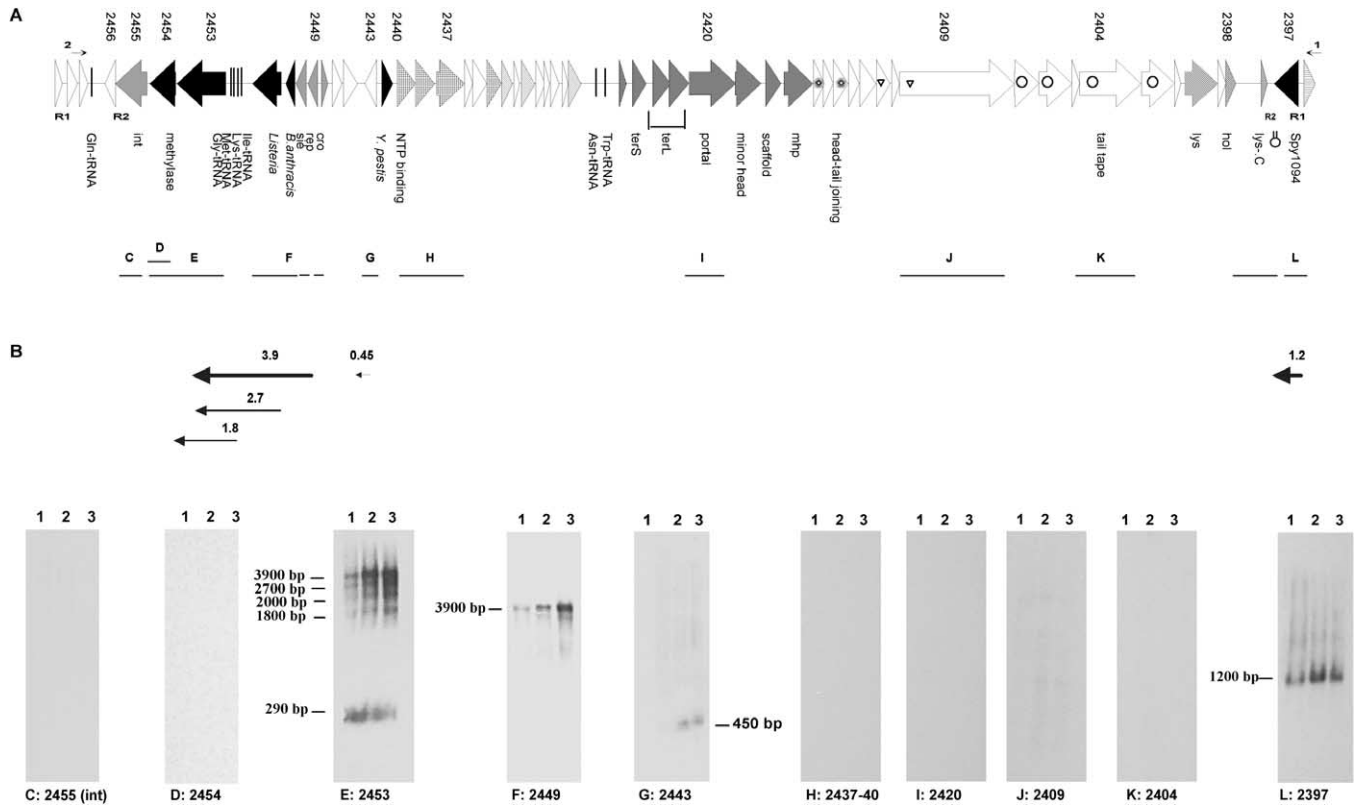 A
2456 2455 2454 2453 2449 2443 2440 2437 2420 2409 2404 2398 2397
2 1
R1 R2 R2 R1
Gln-tRNA int methylase Gly-tRNA Met-tRNA Lys-tRNA Ile-tRNA Listeria B.anthracis sie rep cro Y. pestis NTP binding Asn-tRNA Trp-tRNA terS terL portal minor head scaffold mhp head-tail joining tail tape lys hol lys-.C Spy1094
D
C E F G H I J K L
B
3.9 0.45 1.2
2.7
1.8
1 2 3 1 2 3 1 2 3 1 2 3 1 2 3 1 2 3 1 2 3 1 2 3 1 2 3 1 2 3
3900 bp
2700 bp
2000 bp
1800 bp
290 bp
3900 bp
450 bp
1200 bp
C: 2455 (int) D: 2454 E: 2453 F: 2449 G: 2443 H: 2437-40 I: 2420 J: 2409 K: 2404 L: 2397